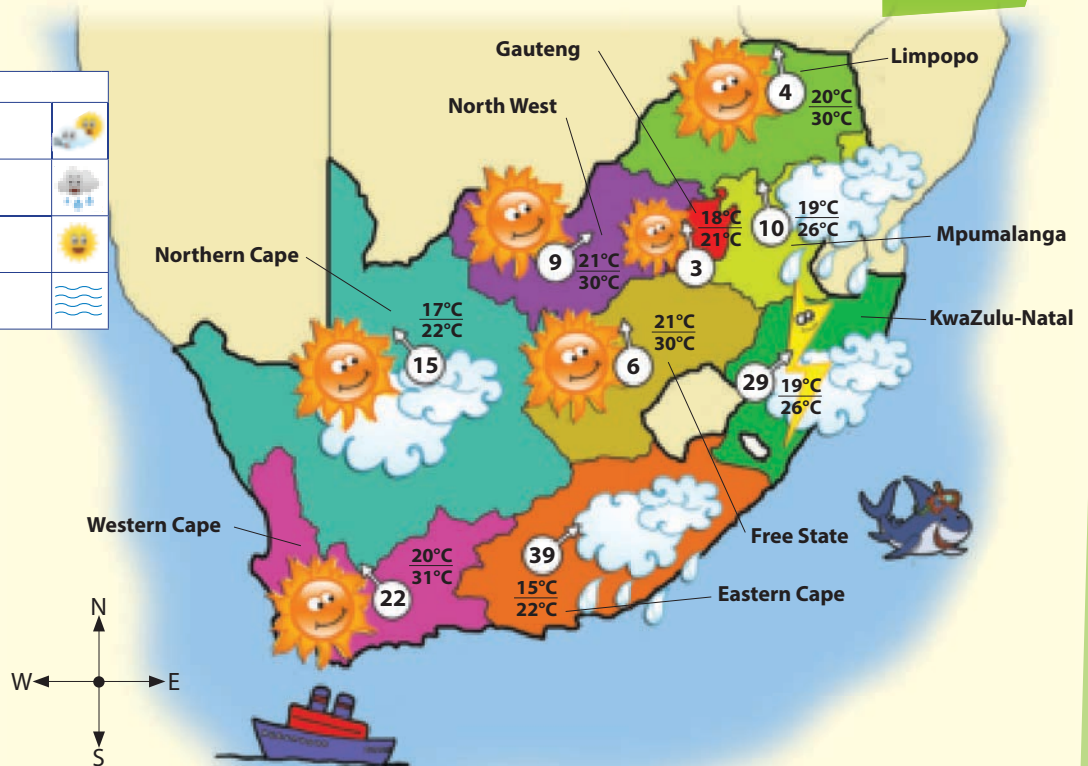 Gauteng
Limpopo
4
20°C
30°C
North West
18°C
21°C
10
19°C
26°C
Mpumalanga
Northern Cape
9
21°C
30°C
3
17°C
22°C
KwaZulu-Natal
21°C
30°C
15
6
29
19°C
26°C
Western Cape
Free State
39
20°C
31°C
22
15°C
22°C
Eastern Cape
N
W
E
S